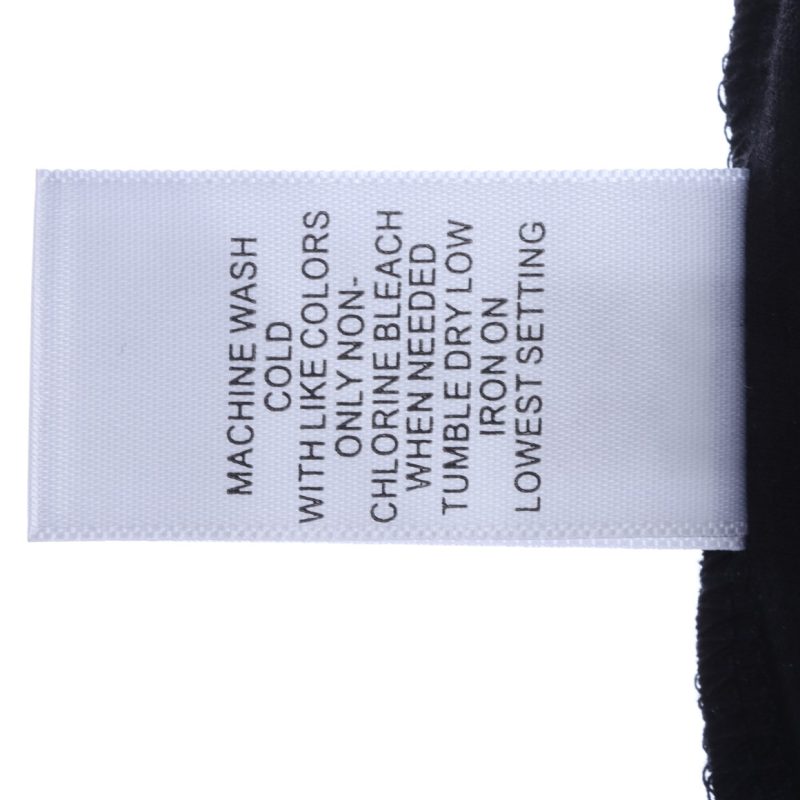 MACHINE WASH
COLD
WITH LIKE COLORS
ONLY NON-
CHLORINE BLEACH
WHEN NEEDED
TUMBLE DRY LOW
IRON ON
LOWEST SETTING